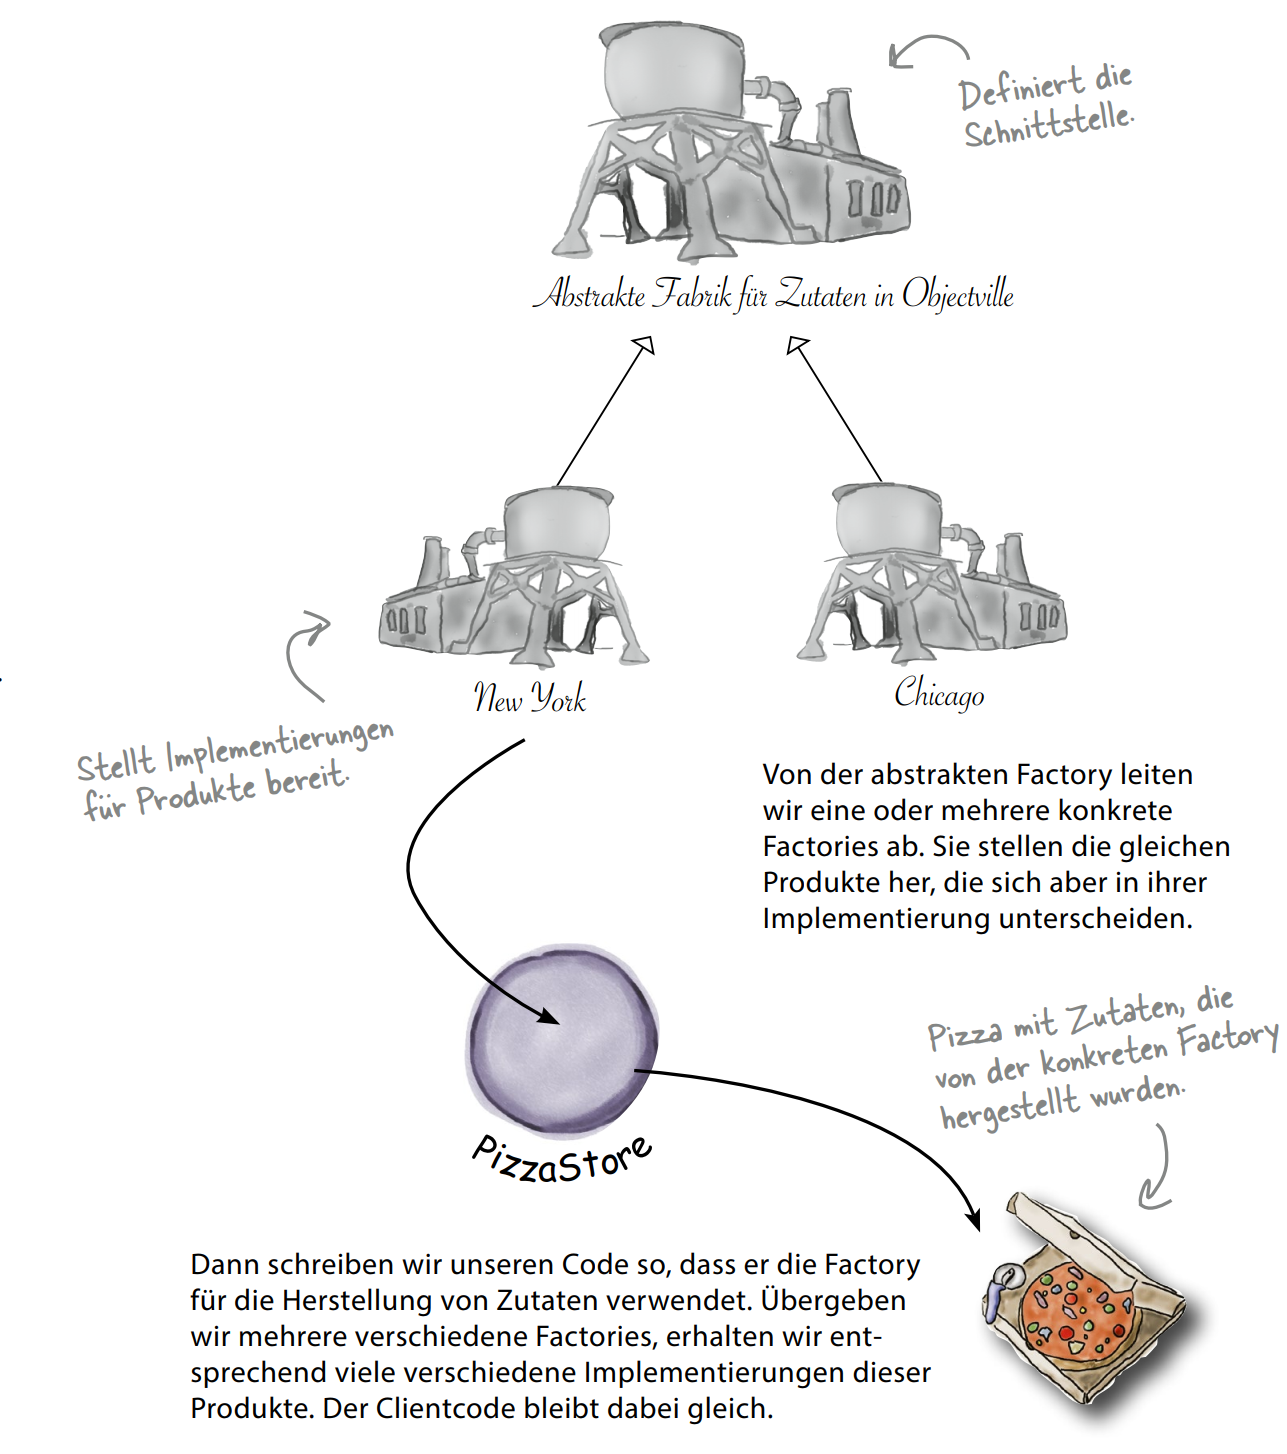 Definiert die
Schnittstelle.
Abstrakte Fabrik für Zutaten in Objectville
New York
Chicago
Stellt Implementierungen
für Produkte bereit.
Von der abstrakten Factory leiten
wir eine oder mehrere konkrete
Factories ab. Sie stellen die gleichen
Produkte her, die sich aber in ihrer
Implementierung unterscheiden.
Pizza mit Zutaten, die
von der konkreten Factory
hergestellt wurden.
PizzaStore
Dann schreiben wir unseren Code so, dass er die Factory
für die Herstellung von Zutaten verwendet. Übergeben
wir mehrere verschiedene Factories, erhalten wir ent-
sprechend viele verschiedene Implementierungen dieser
Produkte. Der Clientcode bleibt dabei gleich.